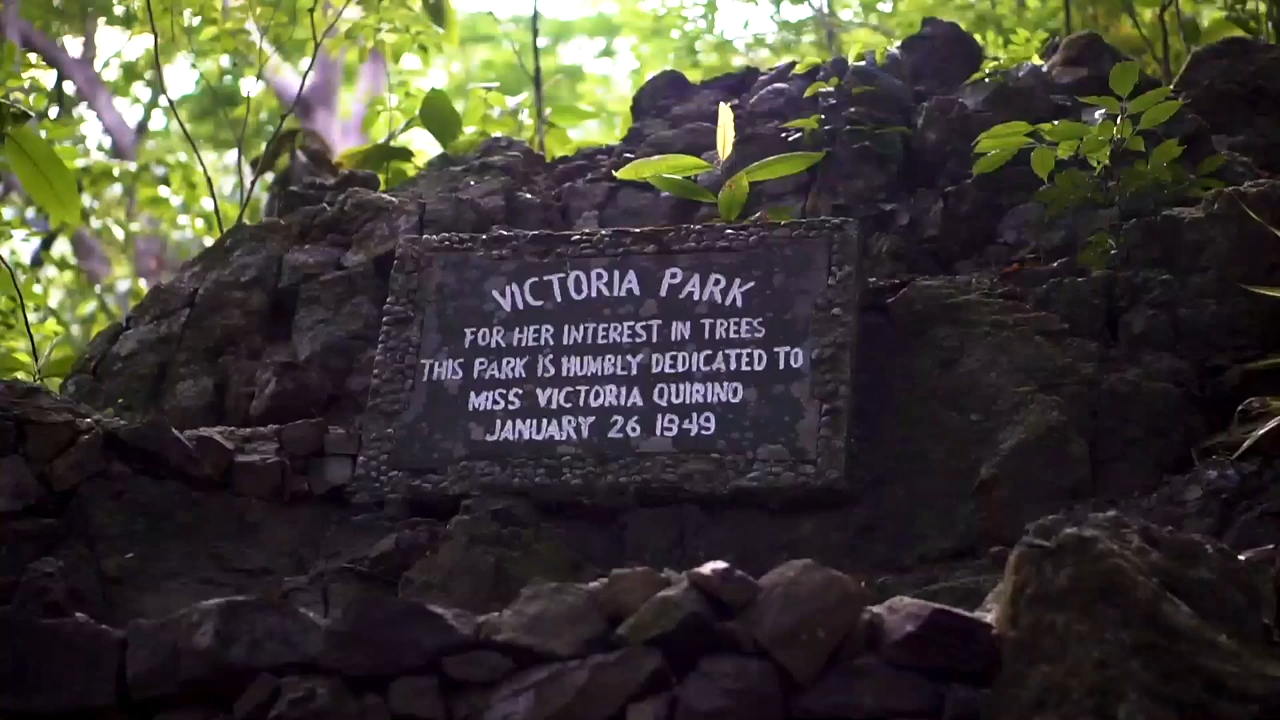 VICTORIA PARK
FOR HER INTEREST IN TREES
THIS PARK IS HUMBLY DEDICATED TO
MISS VICTORIA QUIRINO
JANUARY 26 1949